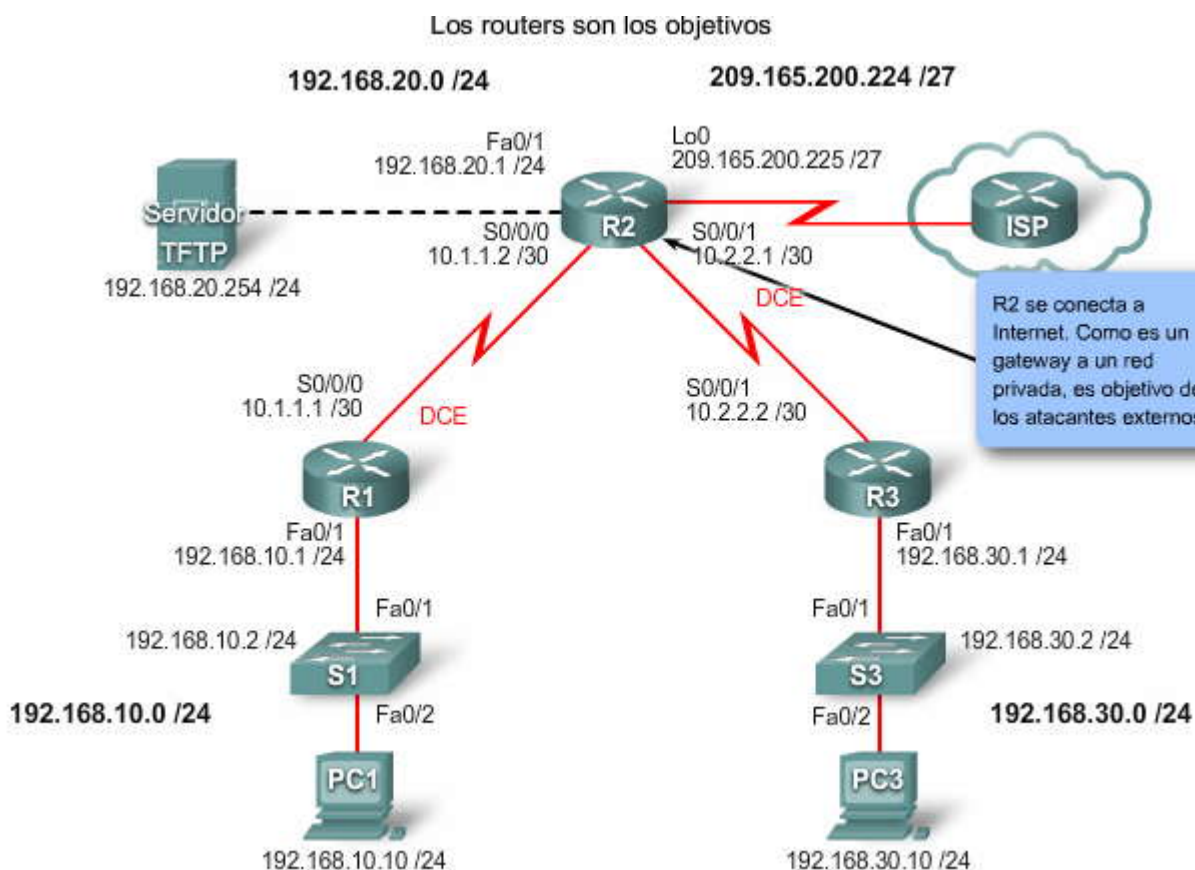 Los routers son los objetivos
192.168.20.0 /24
209.165.200.224 /27
Fa0/1
192.168.20.1 /24
Lo0
209.165.200.225 /27
Servidor
TFTP
192.168.20.254 /24
R2
ISP
S0/0/0
10.1.1.2 /30
S0/0/1
10.2.2.1 /30
DCE
R2 se conecta a
Internet. Como es un
gateway a un red
privada, es objetivo de
los atacantes externos
S0/0/0
10.1.1.1 /30
DCE
S0/0/1
10.2.2.2 /30
R1
R3
Fa0/1
192.168.10.1 /24
Fa0/1
192.168.30.1 /24
Fa0/1
Fa0/1
192.168.10.2 /24
192.168.30.2 /24
S1
S3
192.168.10.0 /24
Fa0/2
Fa0/2
192.168.30.0 /24
PC1
PC3
192.168.10.10 /24
192.168.30.10 /24